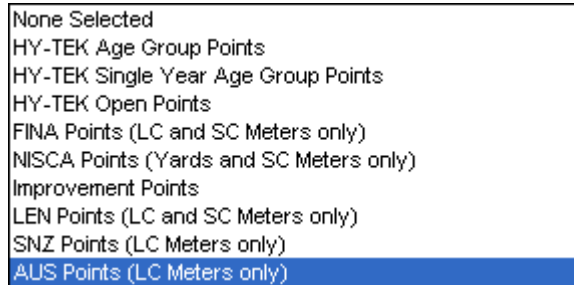 None Selected
HY-TEK Age Group Points
HY-TEK Single Year Age Group Points
HY-TEK Open Points
FINA Points (LC and SC Meters only)
NISCA Points (Yards and SC Meters only)
Improvement Points
LEN Points (LC and SC Meters only)
SNZ Points (LC Meters only)
AUS Points (LC Meters only)